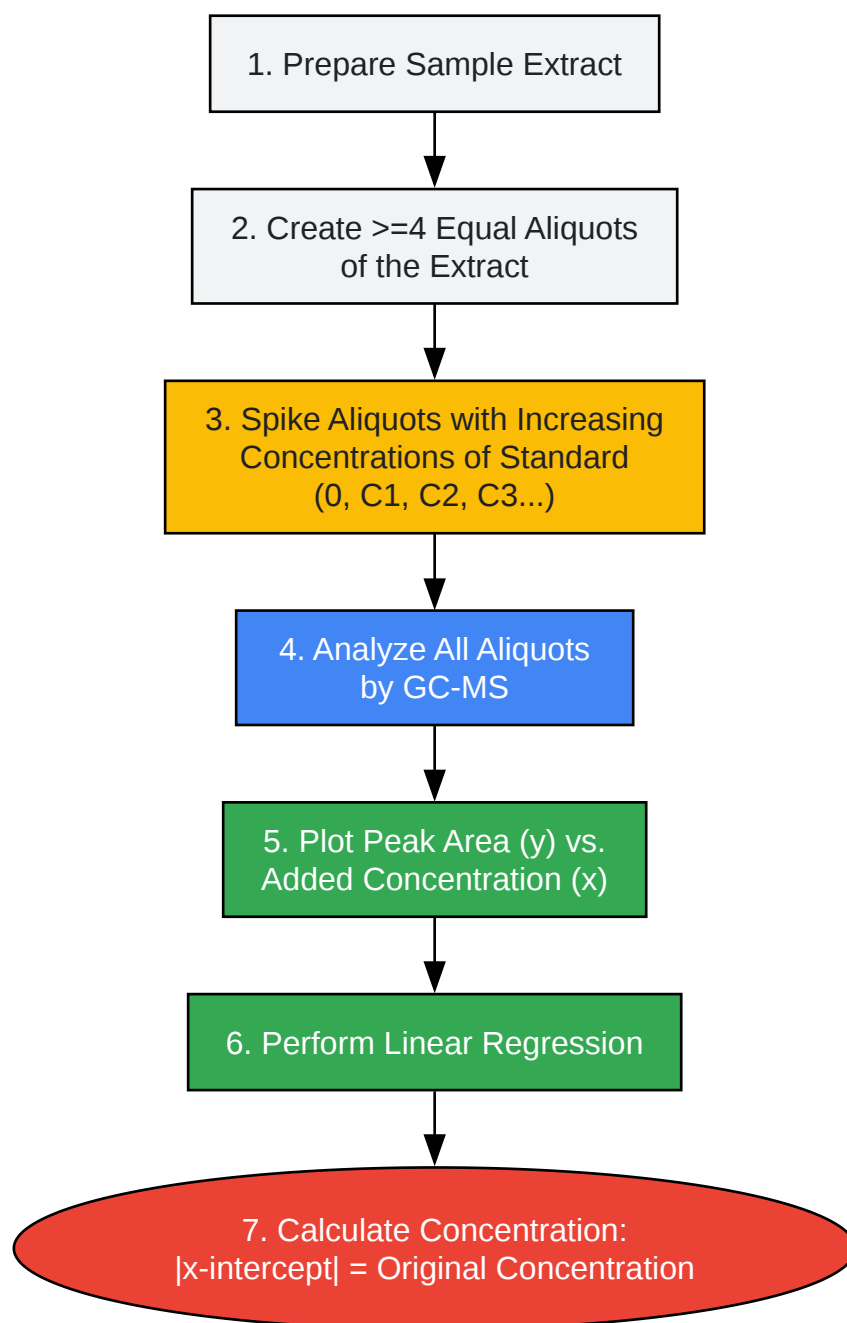 1. Prepare Sample Extract
2. Create >=4 Equal Aliquots
of the Extract
3. Spike Aliquots with Increasing
Concentrations of Standard
(0, C1, C2, C3...)
4. Analyze All Aliquots
by GC-MS
5. Plot Peak Area (y) vs.
Added Concentration (x)
6. Perform Linear Regression
7. Calculate Concentration:
|x-intercept| = Original Concentration